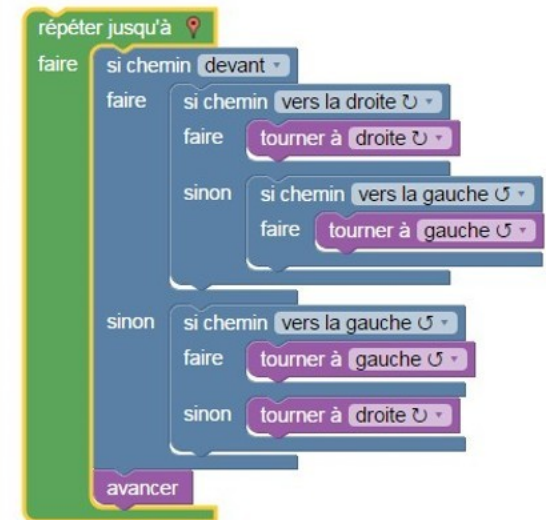 répéter jusqu'à
faire si chemin devant
faire si chemin vers la droite ↻
faire tourner à droite ↻
sinon si chemin vers la gauche ↺
faire tourner à gauche ↺
sinon si chemin vers la gauche ↺
faire tourner à gauche ↺
sinon tourner à droite ↻
avancer